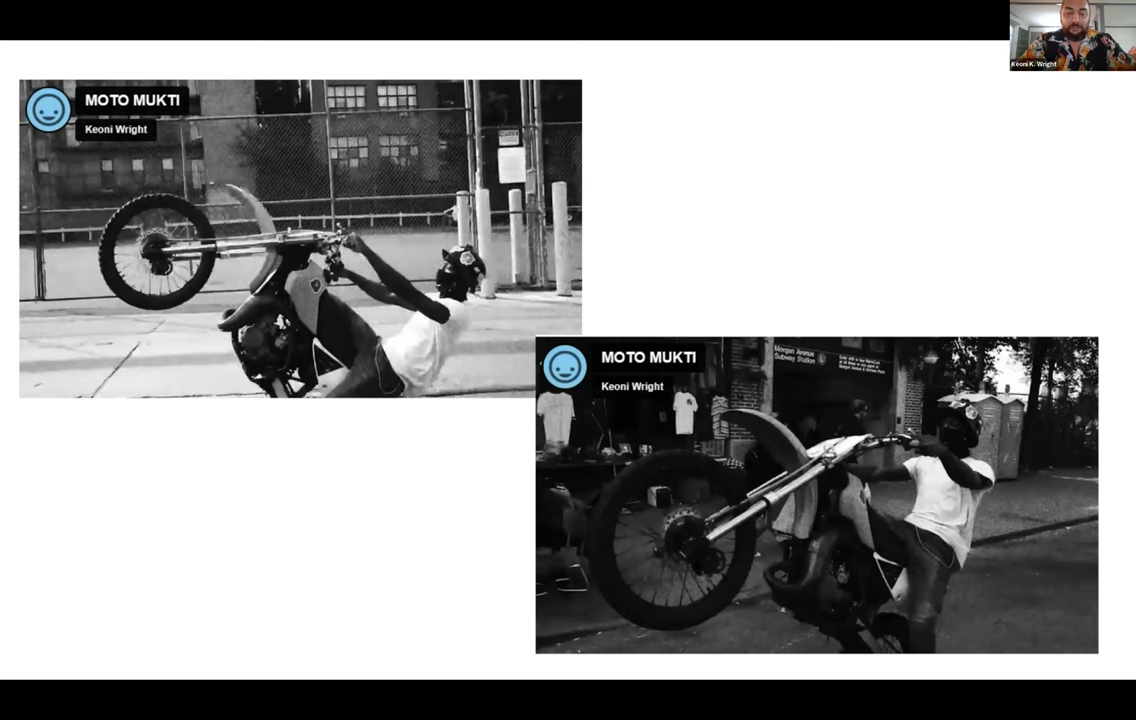 Keoni K. Wright
MOTO MUKTI
Keoni Wright
MOTO MUKTI
Keoni Wright
Morgan Avenue
Subway Station
L